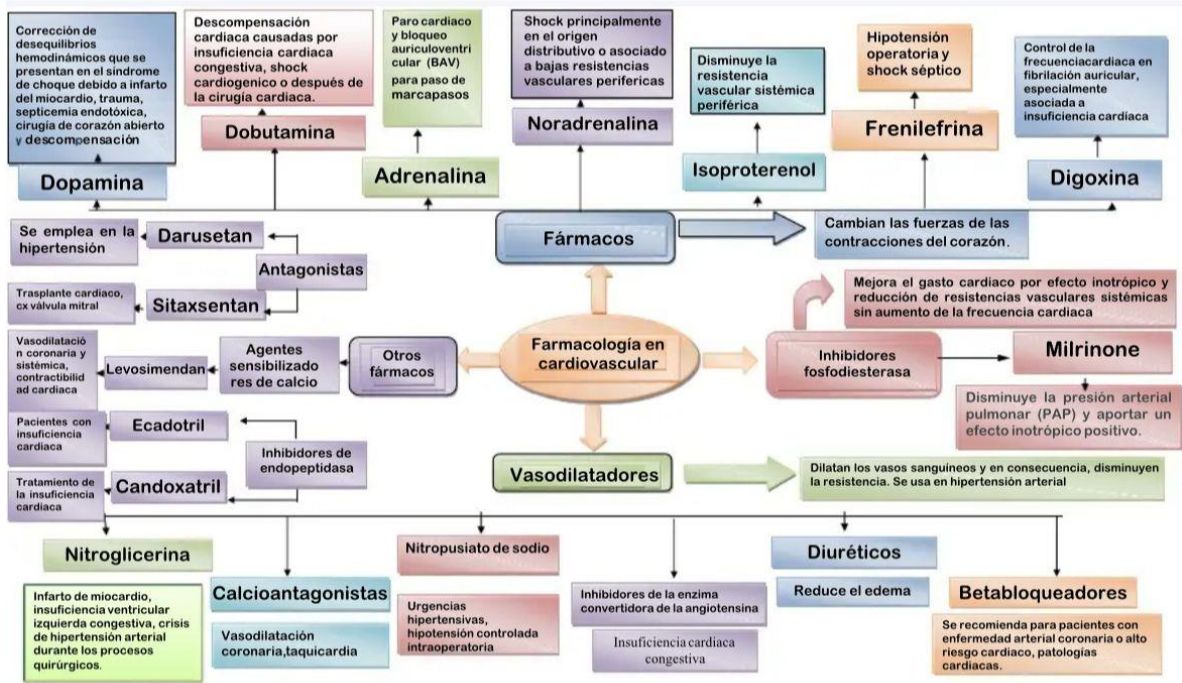 Corrección de
desequilibrios
hemodinámicos que se
presentan en el síndrome
de choque debido a infarto
del miocardio, trauma,
septicemia endotóxica,
cirugía de corazón abierto
y descompensación
Dopamina
Descompensación
cardiaca causadas por
insuficiencia cardiaca
congestiva, shock
cardiogenico o después de
la cirugía cardiaca.
Dobutamina
Paro cardiaco
y bloqueo
auriculoventri
cular (BAV)
para paso de
marcapasos
Adrenalina
Shock principalmente
en el origen
distributivo o asociado
a bajas resistencias
vasculares perifericas
Noradrenalina
Disminuye la
resistencia
vascular sistémica
periférica
Isoproterenol
Hipotensión
operatoria y
shock séptico
Frenilefrina
Control de la
frecuenciacardiaca en
fibrilación auricular,
especialmente
asociada a
insuficiencia cardíaca
Digoxina
Fármacos
Cambian las fuerzas de las
contracciones del corazón.
Se emplea en la
hipertensión
Darusetan
Antagonistas
Trasplante cardiaco,
cx válvula mitral
Sitaxsentan
Vasodilatació
n coronaria y
sistémica,
contractibilid
ad cardiaca
Levosimendan
Agentes
sensibilizado
res de calcio
Otros
fármacos
Pacientes con
insuficiencia
cardiaca
Ecadotril
Inhibidores de
endopeptidasa
Tratamiento de
la insuficiencia
cardiaca
Candoxatril
Farmacología en
cardiovascular
Mejora el gasto cardiaco por efecto inotrópico y
reducción de resistencias vasculares sistémicas
sin aumento de la frecuencia cardiaca
Inhibidores
fosfodiesterasa
Milrinone
Disminuye la presión arterial
pulmonar (PAP) y aportar un
efecto inotrópico positivo.
Vasodilatadores
Dilatan los vasos sanguíneos y en consecuencia, disminuyen
la resistencia. Se usa en hipertensión arterial
Nitroglicerina
Infarto de miocardio,
insuficiencia ventricular
izquierda congestiva, crisis
de hipertensión arterial
durante los procesos
quirúrgicos.
Calcioantagonistas
Vasodilatación
coronaria,taquicardia
Nitropusiato de sodio
Urgencias
hipertensivas,
hipotensión controlada
intraoperatoria
Inhibidores de la enzima
convertidora de la angiotensina
Insuficiencia cardiaca
congestiva
Diuréticos
Reduce el edema
Betabloqueadores
Se recomienda para pacientes con
enfermedad arterial coronaria o alto
riesgo cardiaco, patologías
cardiacas.